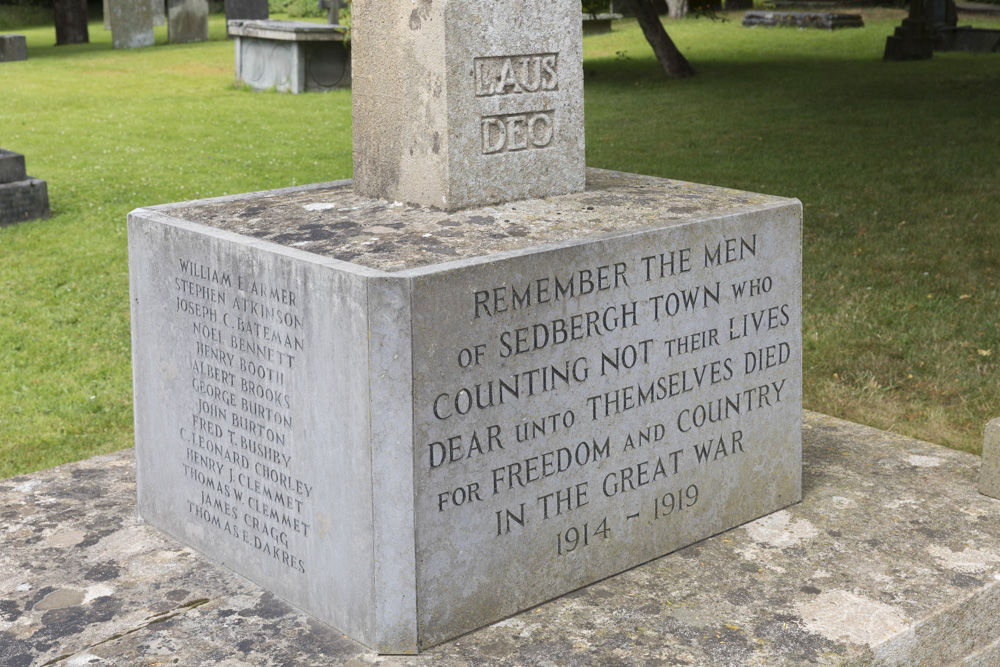 LAUS
DEO
WILLIAM L. ARMER
STEPHEN ATKINSON
JOSEPH C. BATEMAN
NOEL BENNETT
HENRY BOOTH
ALBERT BROOKS
GEORGE BURTON
JOHN BURTON
FRED T. BUSHBY
C. LEONARD CHORLEY
HENRY J. CLEMMET
THOMAS W. CLEMMET
JAMES CRAGG
THOMAS E. DAKRES
REMEMBER THE MEN
OF SEDBERGH TOWN WHO
COUNTING NOT THEIR LIVES
DEAR UNTO THEMSELVES DIED
FOR FREEDOM AND COUNTRY
IN THE GREAT WAR
1914 - 1919